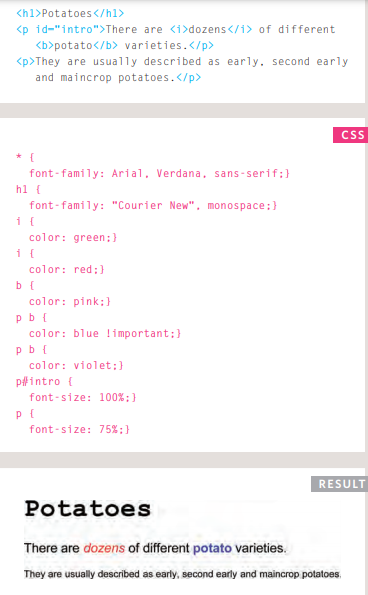 <h1>Potatoes</h1>
<p id="intro">There are <i>dozens</i> of different
<b>potato</b> varieties.</p>
<p>They are usually described as early, second early
and maincrop potatoes.</p>
CSS
* {
font-family: Arial, Verdana, sans-serif;}
h1 {
font-family: "Courier New", monospace;}
i {
color: green;}
i {
color: red;}
b {
color: pink;}
p b {
color: blue !important;}
p b {
color: violet;}
p#intro {
font-size: 100%;}
p {
font-size: 75%;}
RESULT
Potatoes
There are dozens of different potato varieties.
They are usually described as early, second early and maincrop potatoes.